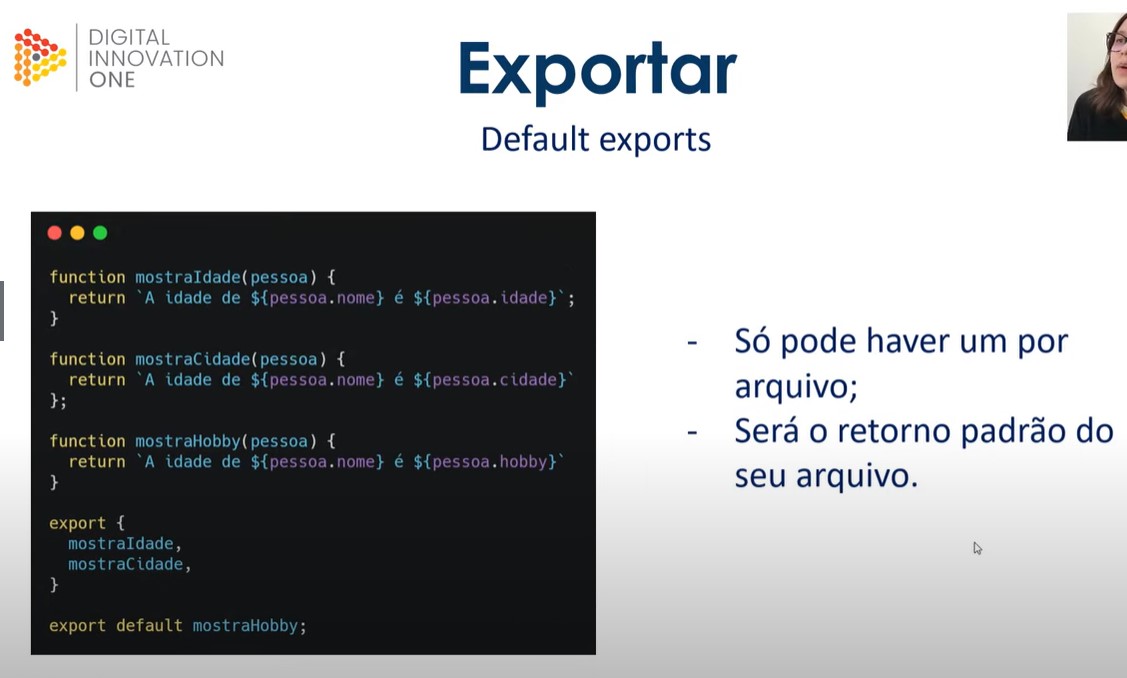 DIGITAL
INNOVATION
ONE
Exportar
Default exports
function mostraIdade(pessoa) {
  return `A idade de ${pessoa.nome} é ${pessoa.idade}`;
}
function mostraCidade(pessoa) {
  return `A idade de ${pessoa.nome} é ${pessoa.cidade}`
};
function mostraHobby(pessoa) {
  return `A idade de ${pessoa.nome} é ${pessoa.hobby}`
}
export {
  mostraIdade,
  mostraCidade,
}
export default mostraHobby;
- Só pode haver um por
arquivo;
- Será o retorno padrão do
seu arquivo.